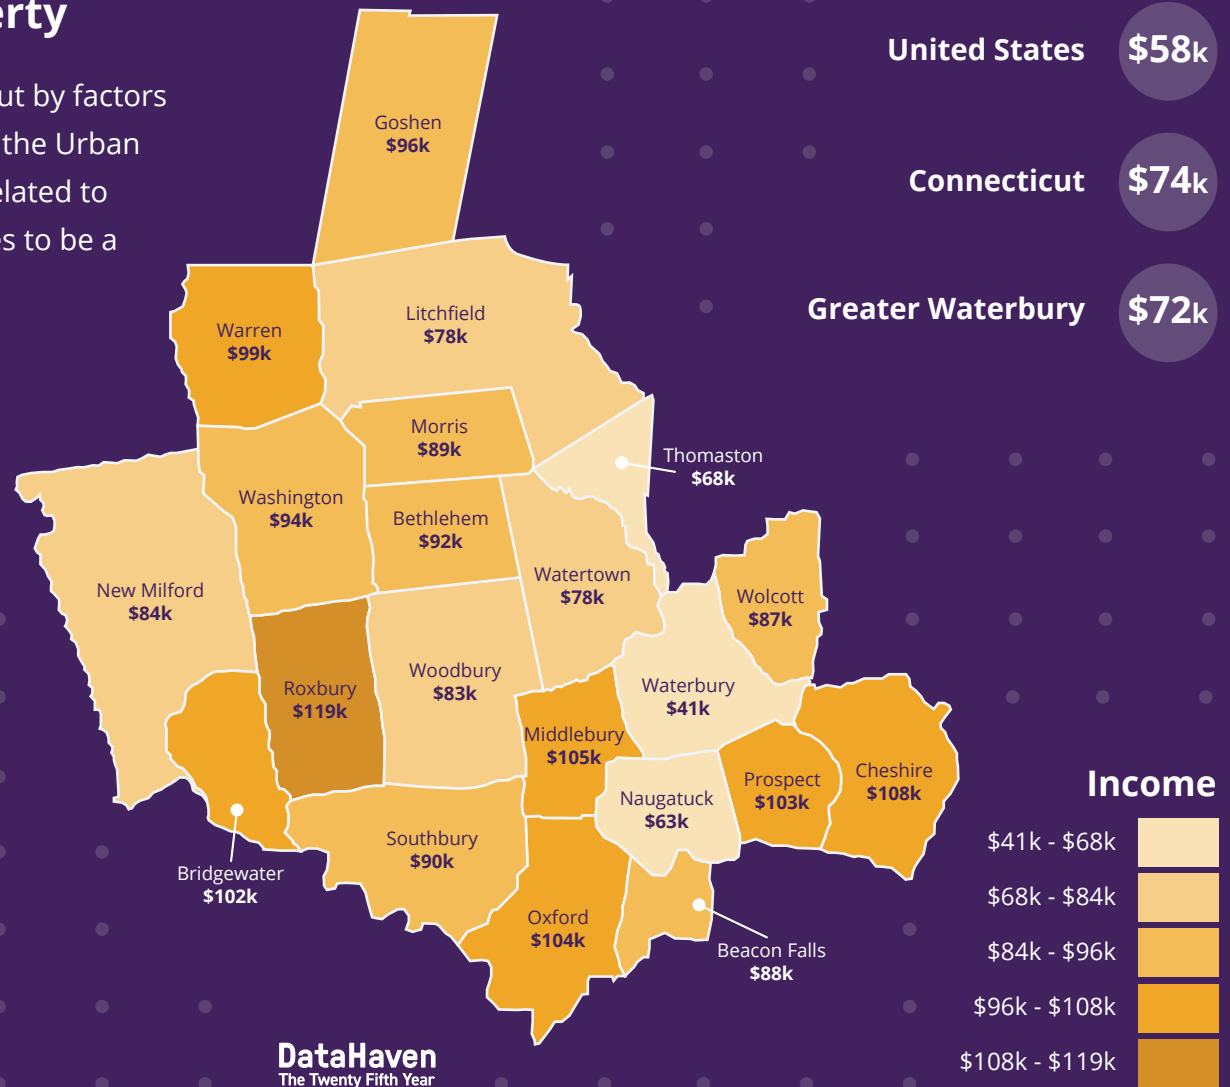 erty
ut by factors
the Urban
elated to
es to be a
United States $58k
Connecticut $74k
Greater Waterbury $72k
Goshen
$96k
Warren
$99k
Litchfield
$78k
Morris
$89k
Thomaston
$68k
Washington
$94k
Bethlehem
$92k
Watertown
$78k
New Milford
$84k
Wolcott
$87k
Roxbury
$119k
Woodbury
$83k
Waterbury
$41k
Middlebury
$105k
Prospect
$103k
Cheshire
$108k
Naugatuck
$63k
Southbury
$90k
Bridgewater
$102k
Oxford
$104k
Beacon Falls
$88k
Income
$41k - $68k
$68k - $84k
$84k - $96k
$96k - $108k
$108k - $119k
DataHaven
The Twenty Fifth Year